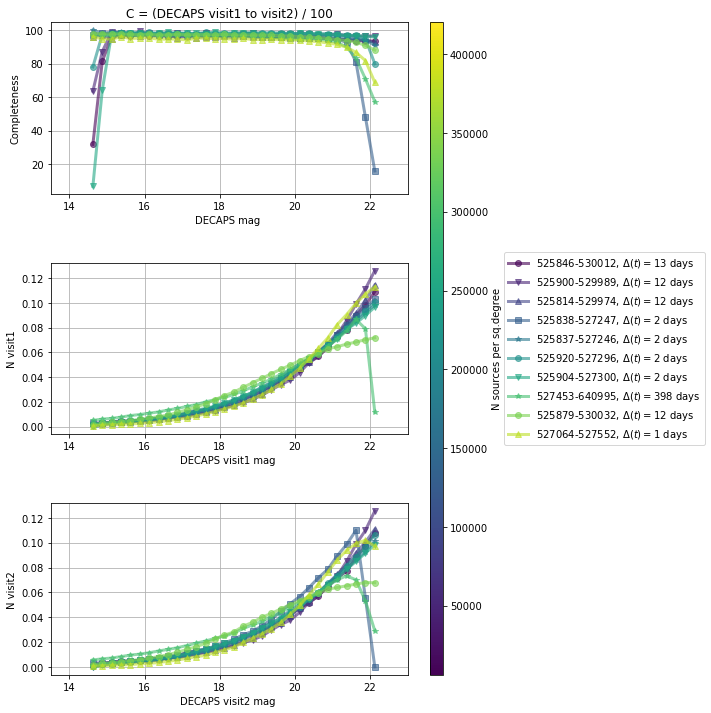 C = (DECAPS visit1 to visit2) / 100
Completeness
100
80
60
40
20
14 16 18 20 22
DECAPS mag
N visit1
0.12
0.10
0.08
0.06
0.04
0.02
0.00
14 16 18 20 22
DECAPS visit1 mag
N visit2
0.12
0.10
0.08
0.06
0.04
0.02
0.00
14 16 18 20 22
DECAPS visit2 mag
400000
350000
300000
250000
200000
150000
100000
50000
N sources per sq.degree
525846-530012, Δ(t) = 13 days
525900-529989, Δ(t) = 12 days
525814-529974, Δ(t) = 12 days
525838-527247, Δ(t) = 2 days
525837-527246, Δ(t) = 2 days
525920-527296, Δ(t) = 2 days
525904-527300, Δ(t) = 2 days
527453-640995, Δ(t) = 398 days
525879-530032, Δ(t) = 12 days
527064-527552, Δ(t) = 1 days